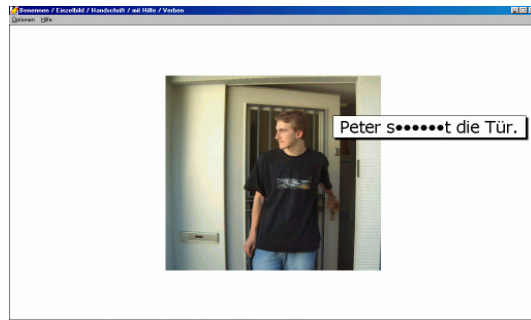 Benennen / Einzelbild / Handschrift / mit Hilfe / Verben
Optionen Hilfe
Peter s●●●●●●t die Tür.